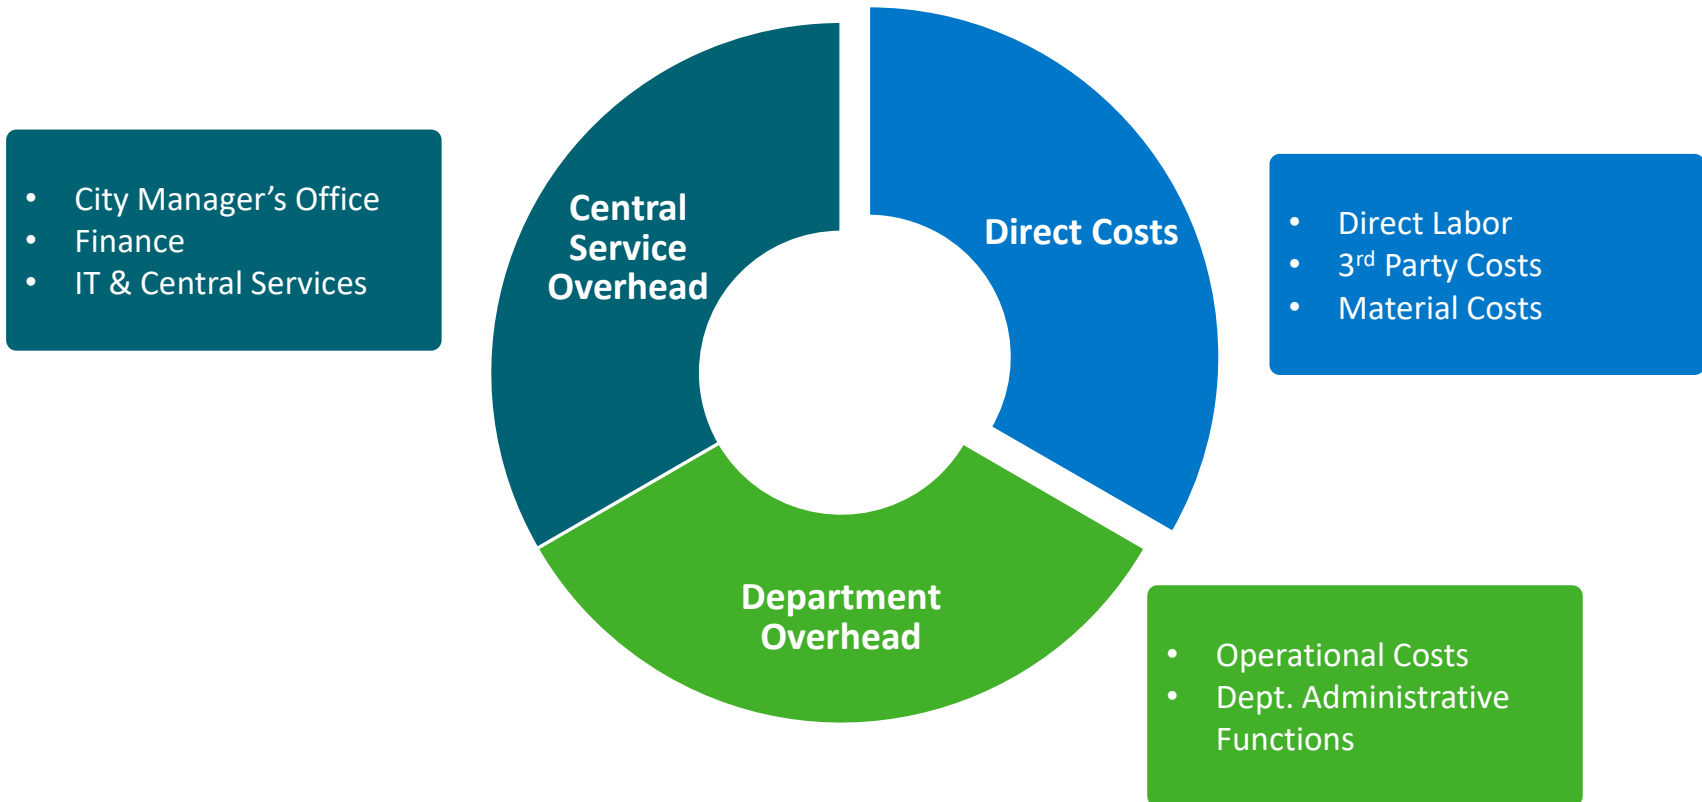 • City Manager’s Office
• Finance
• IT & Central Services
Central
Service
Overhead
Direct Costs
• Direct Labor
• 3rd Party Costs
• Material Costs
Department
Overhead
• Operational Costs
• Dept. Administrative
Functions